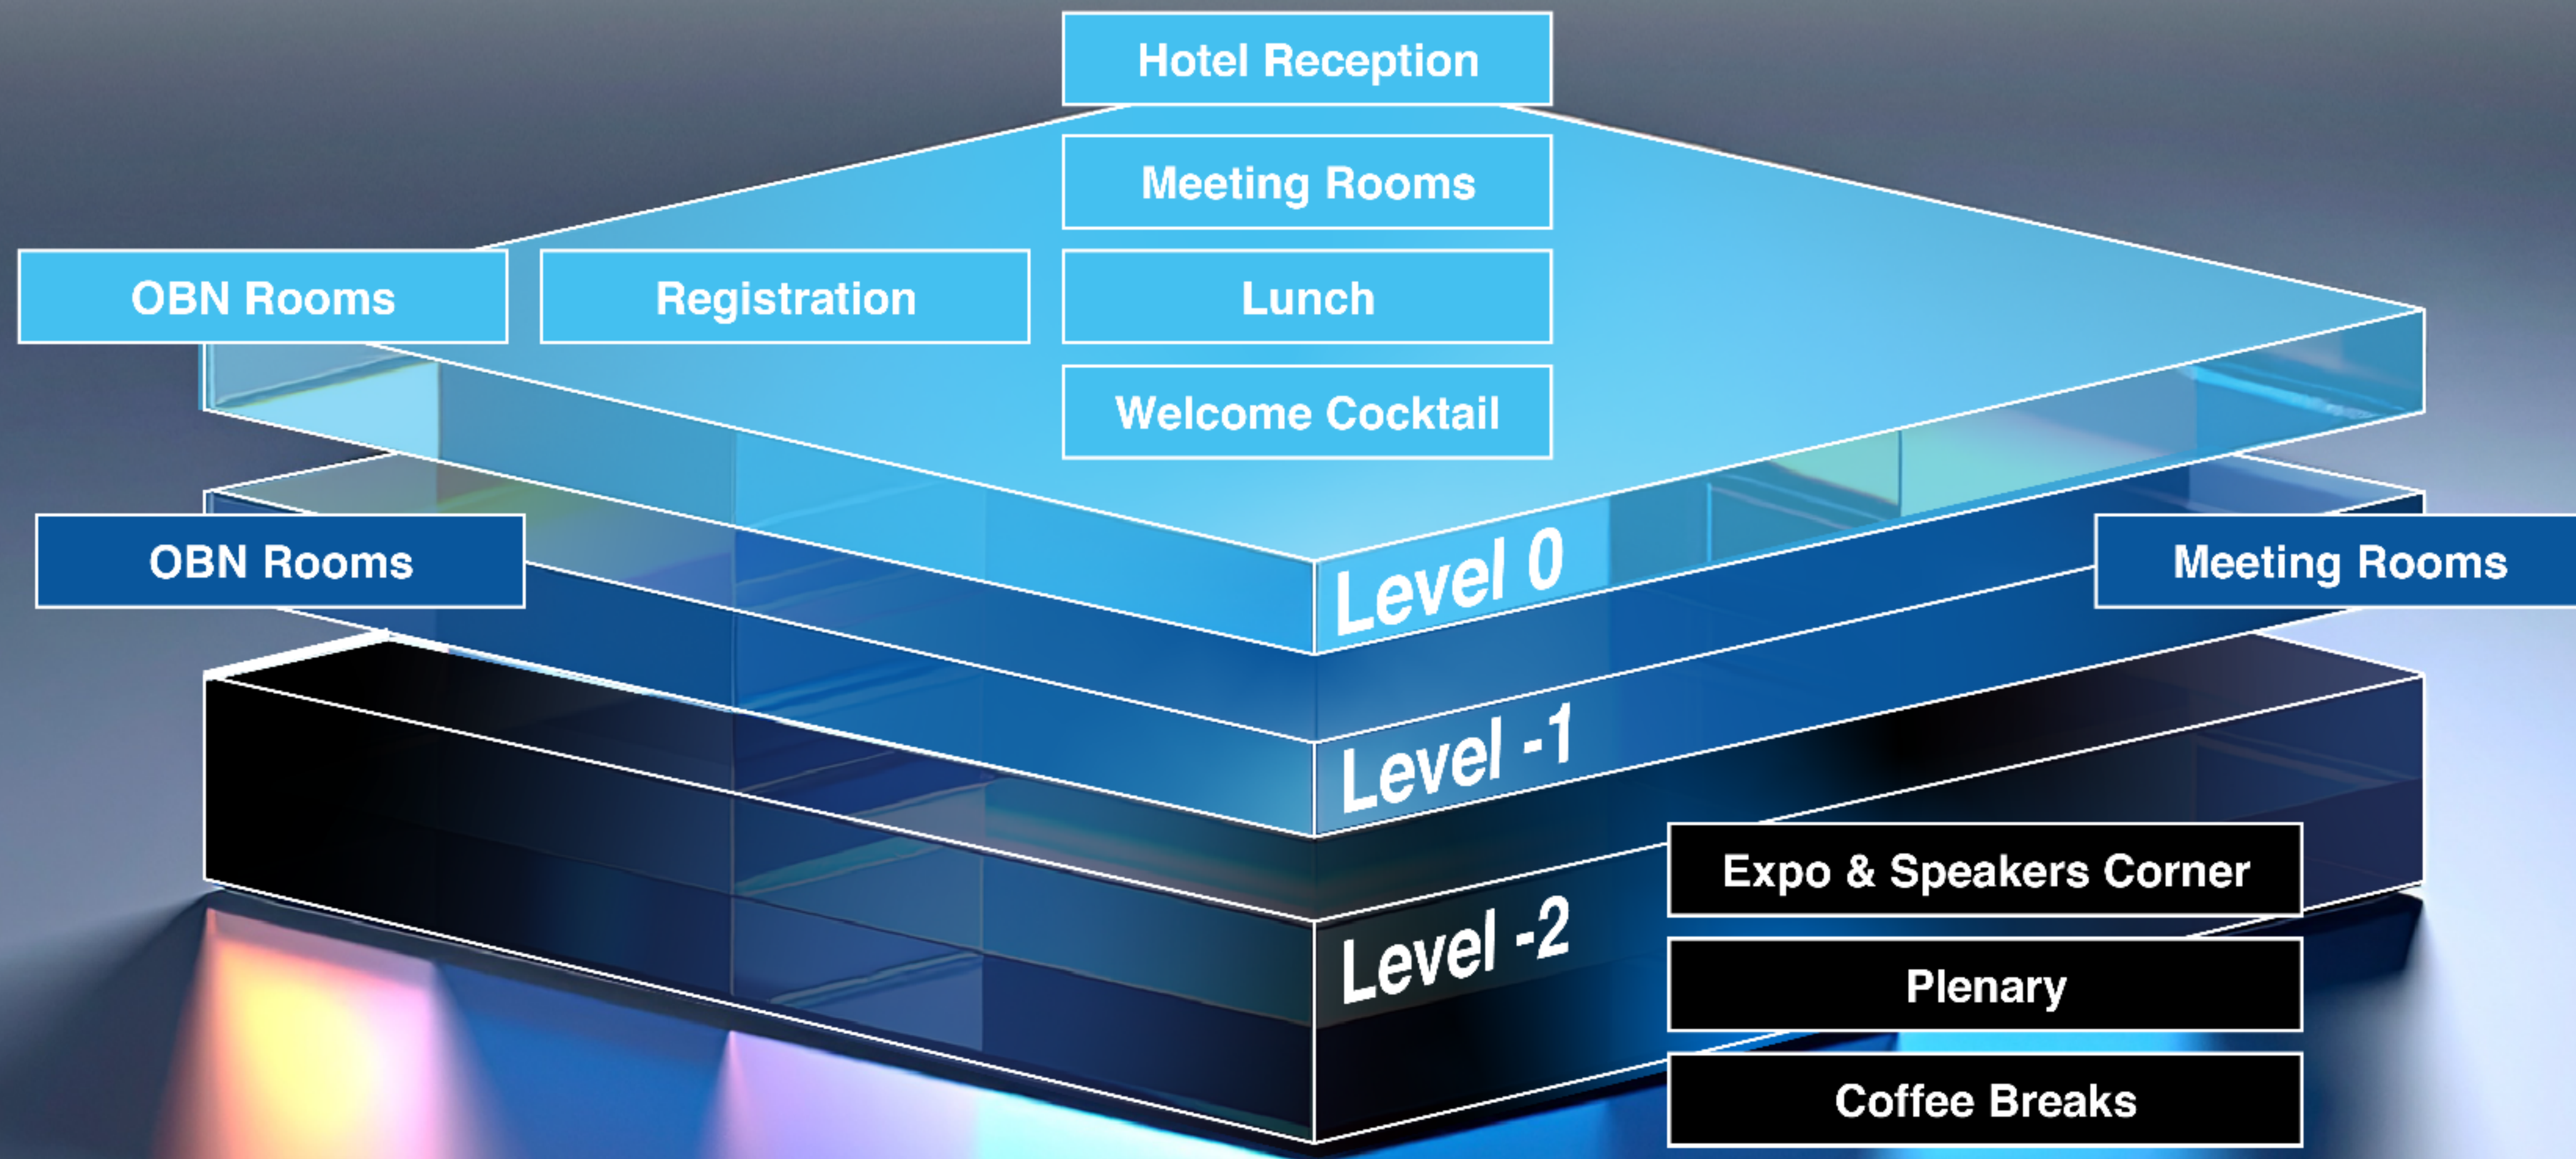 Hotel Reception
Meeting Rooms
OBN Rooms
Registration
Lunch
Welcome Cocktail
Level 0
OBN Rooms
Meeting Rooms
Level -1
Expo & Speakers Corner
Level -2
Plenary
Coffee Breaks